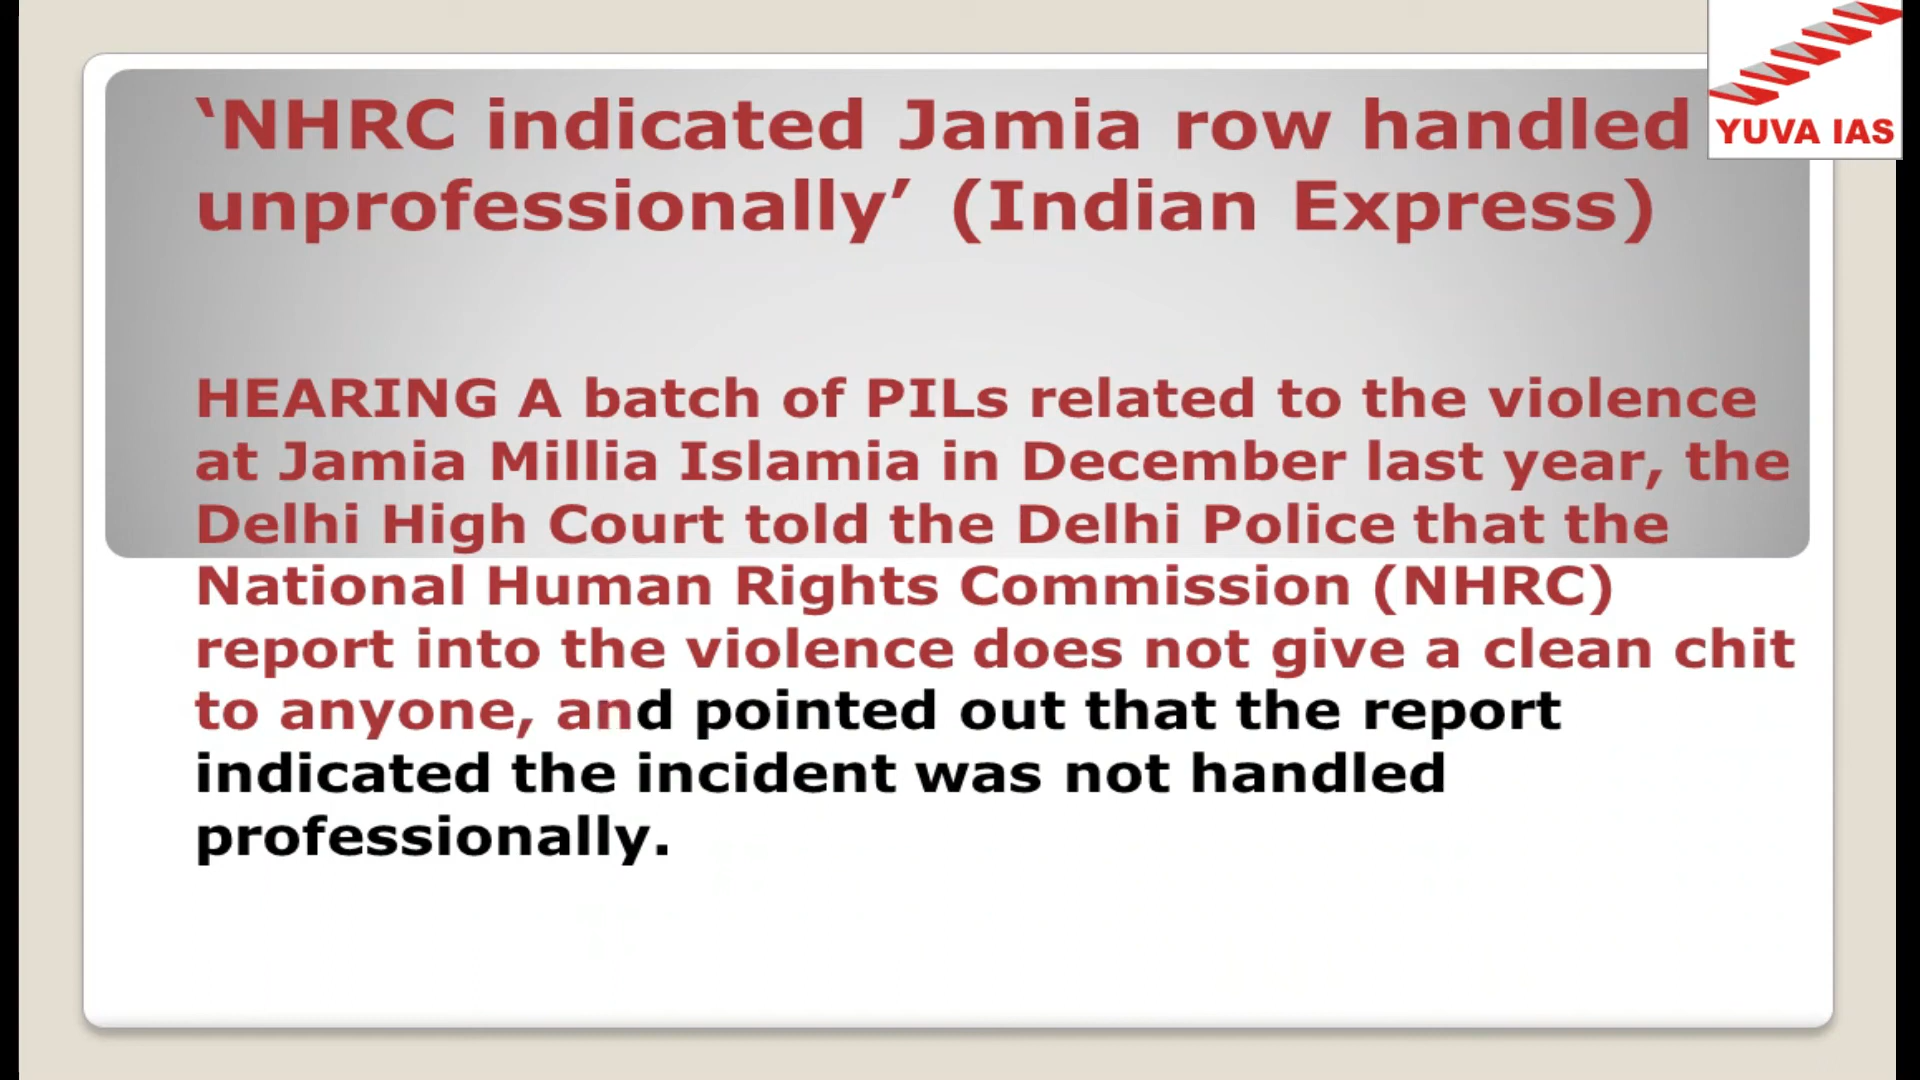 ‘NHRC indicated Jamia row handled
unprofessionally’ (Indian Express)
YUVA IAS
HEARING A batch of PILs related to the violence
at Jamia Millia Islamia in December last year, the
Delhi High Court told the Delhi Police that the
National Human Rights Commission (NHRC)
report into the violence does not give a clean chit
to anyone, and pointed out that the report
indicated the incident was not handled
professionally.